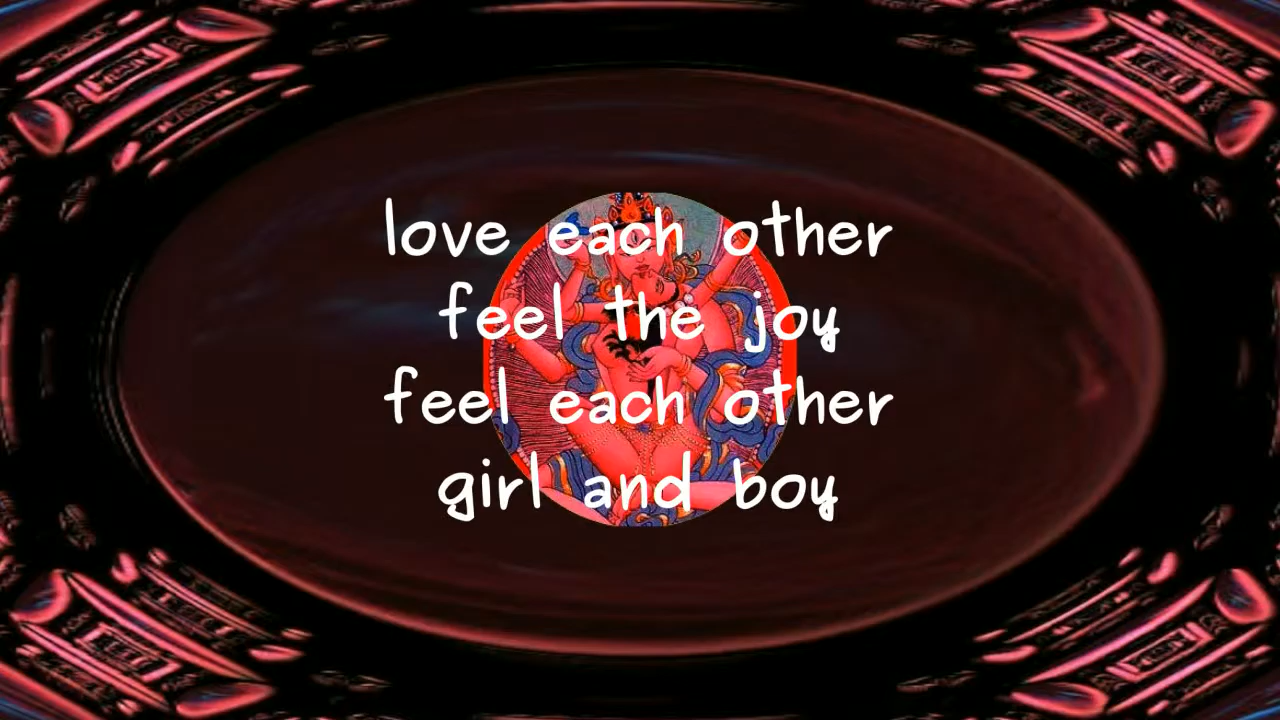 love each other
feel the joy
feel each other
girl and boy